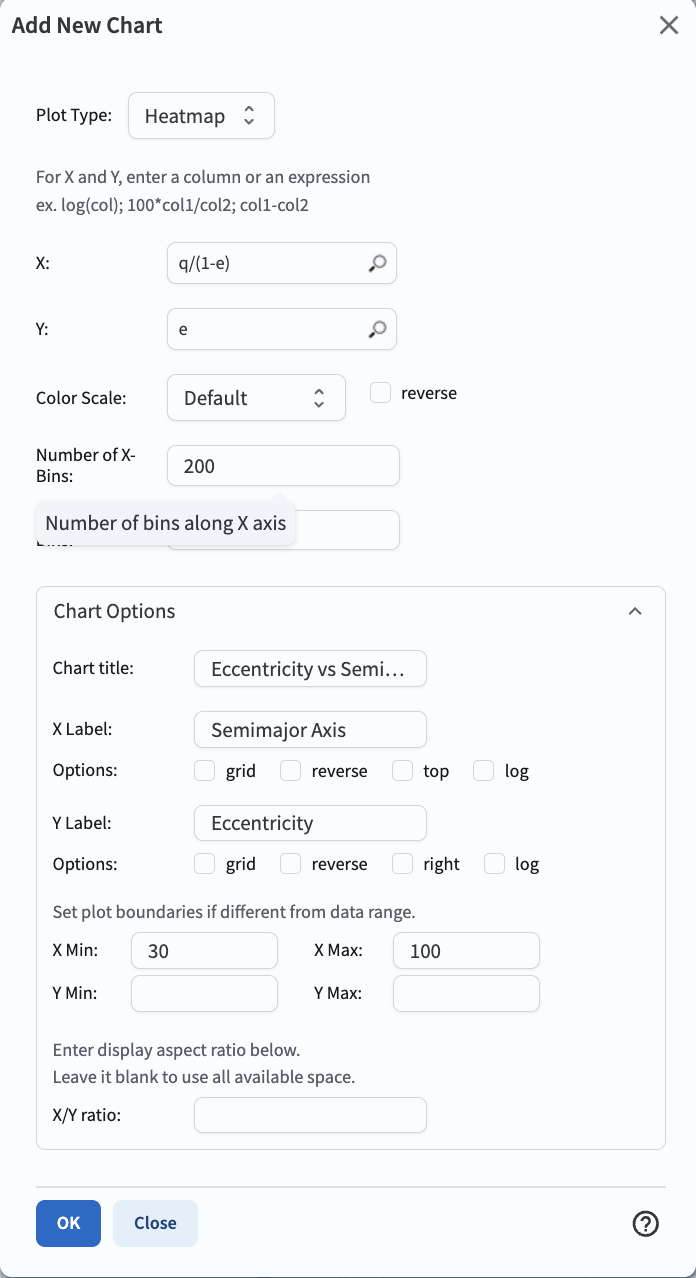 Add New Chart
Plot Type: Heatmap
For X and Y, enter a column or an expression
ex. log(col); 100*col1/col2; col1-col2
X: q/(1-e)
Y: e
Color Scale: Default reverse
Number of X-
Bins: 200
Number of bins along X axis
Chart Options
Chart title: Eccentricity vs Semi...
X Label: Semimajor Axis
Options: grid reverse top log
Y Label: Eccentricity
Options: grid reverse right log
Set plot boundaries if different from data range.
X Min: 30 X Max: 100
Y Min: Y Max:
Enter display aspect ratio below.
Leave it blank to use all available space.
X/Y ratio:
OK Close